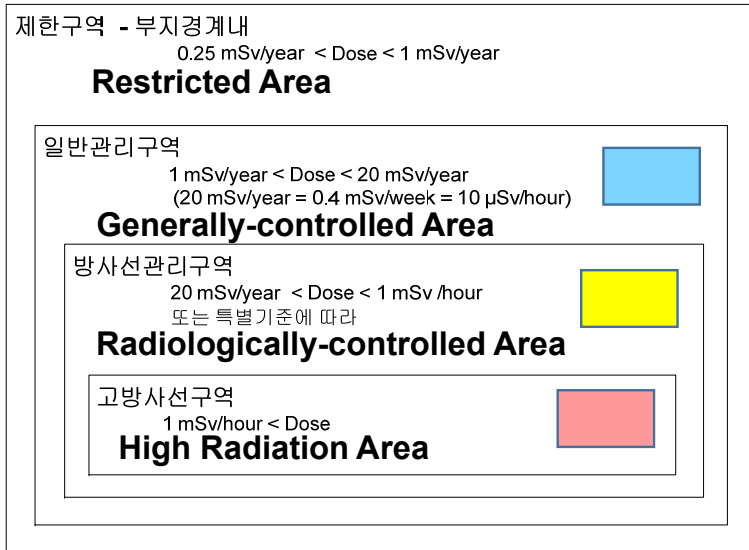 제한구역 - 부지경계내
0.25 mSv/year < Dose < 1 mSv/year
Restricted Area
일반관리구역
1 mSv/year < Dose < 20 mSv/year
(20 mSv/year = 0.4 mSv/week = 10 μSv/hour)
Generally-controlled Area
방사선관리구역
20 mSv/year < Dose < 1 mSv /hour
또는 특별기준에 따라
Radiologically-controlled Area
고방사선구역
1 mSv/hour < Dose
High Radiation Area